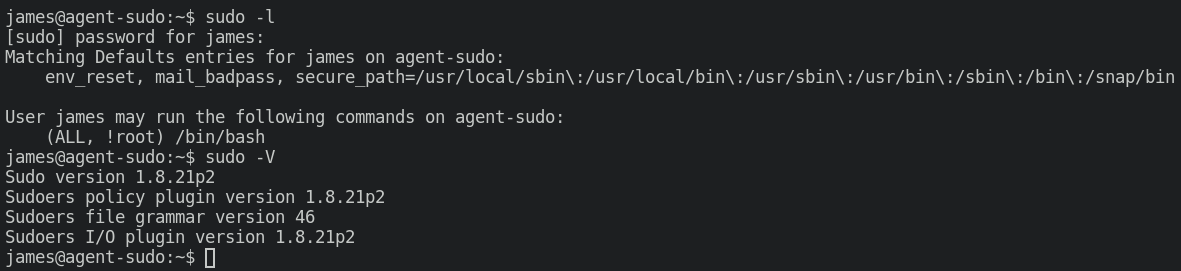 james@agent-sudo:~$ sudo -l
[sudo] password for james:
Matching Defaults entries for james on agent-sudo:
    env_reset, mail_badpass, secure_path=/usr/local/sbin\:/usr/local/bin\:/usr/sbin\:/usr/bin\:/sbin\:/bin\:/snap/bin

User james may run the following commands on agent-sudo:
    (ALL, !root) /bin/bash
james@agent-sudo:~$ sudo -V
Sudo version 1.8.21p2
Sudoers policy plugin version 1.8.21p2
Sudoers file grammar version 46
Sudoers I/O plugin version 1.8.21p2
james@agent-sudo:~$